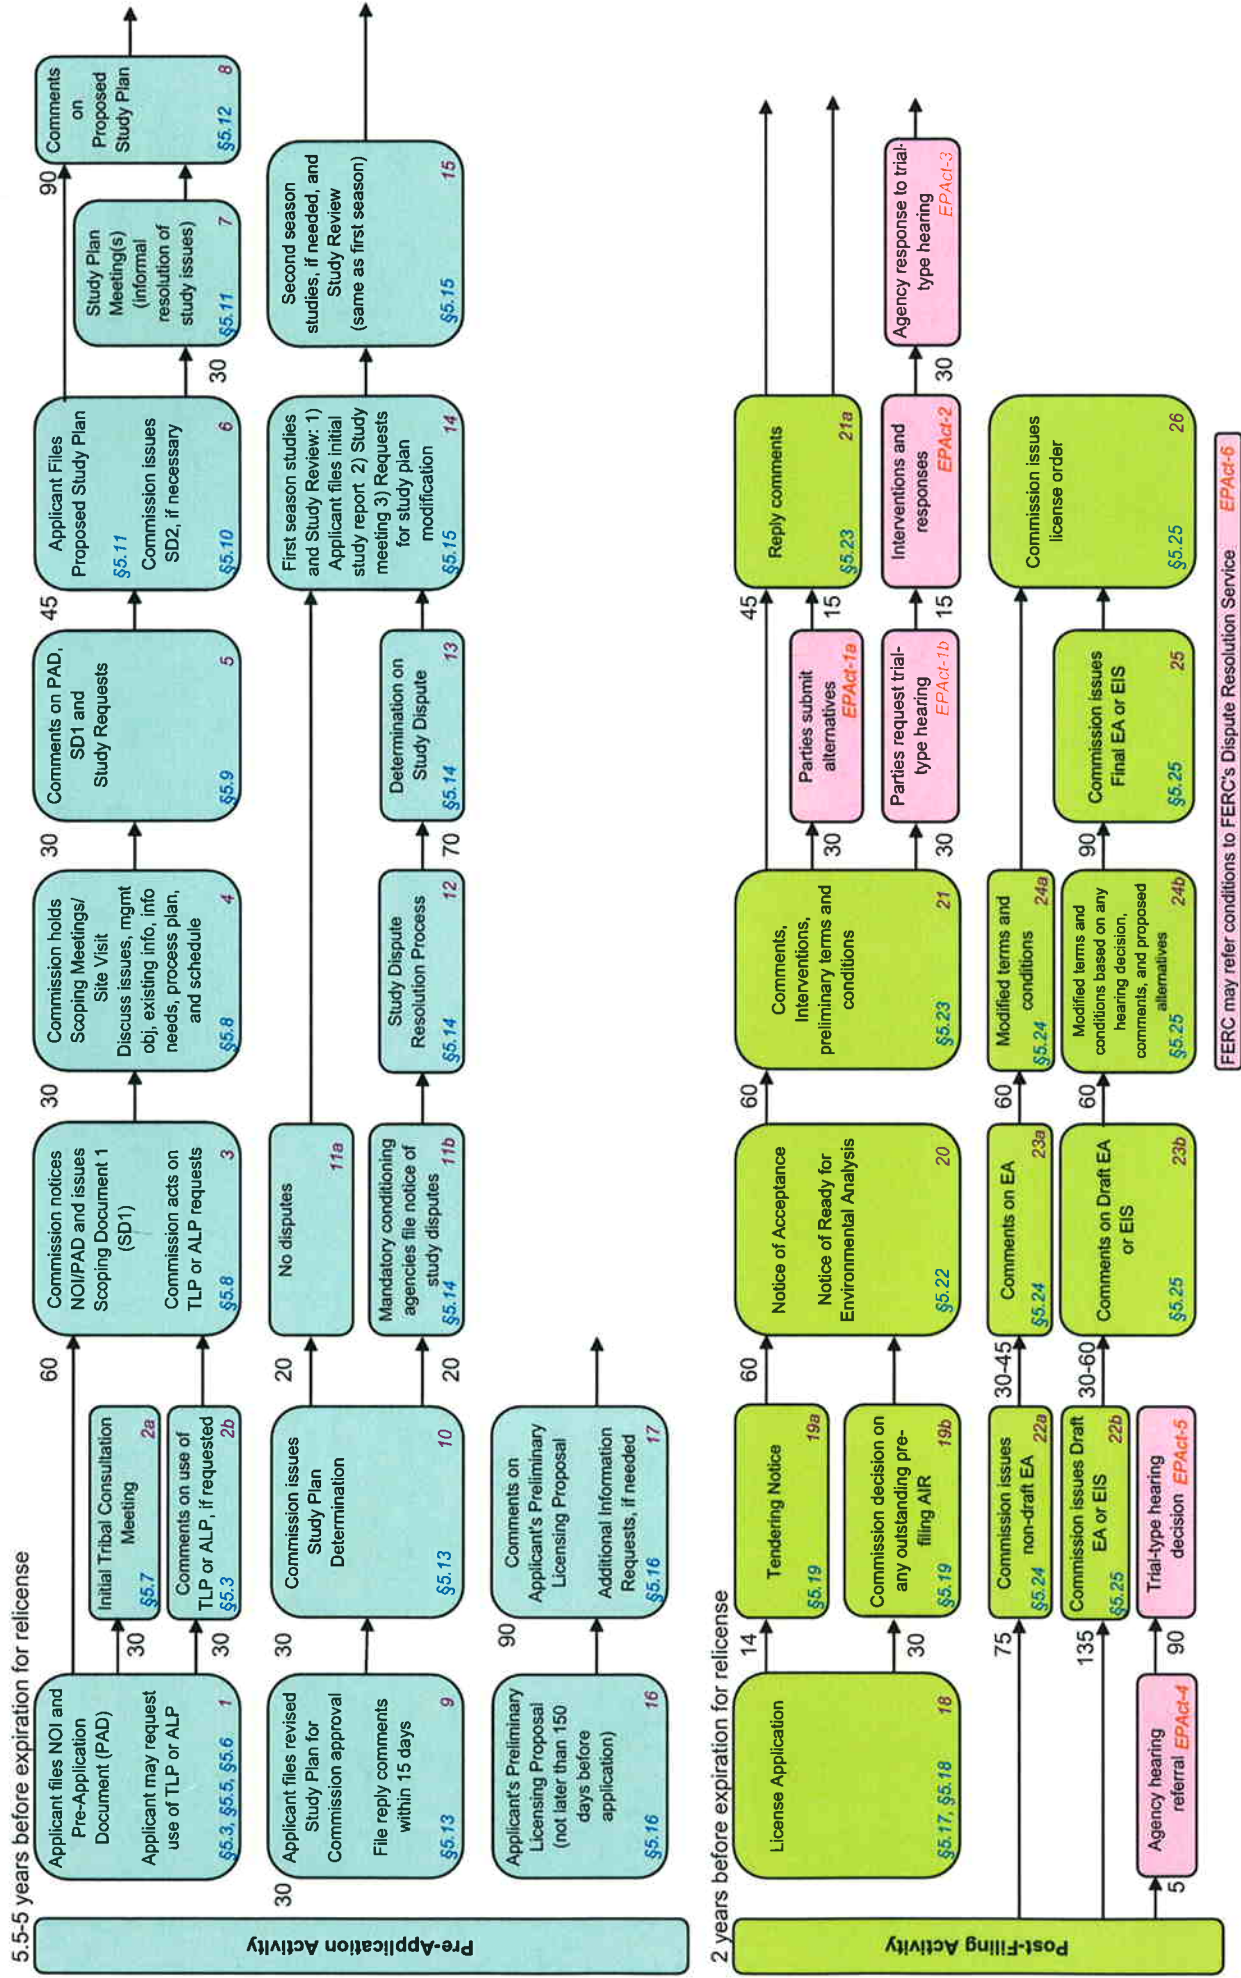 5.5-5 years before expiration for relicense
Pre-Application Activity
Applicant files NOI and
Pre-Application
Document (PAD)
Applicant may request
use of TLP or ALP
§5.3, §5.5, §5.6 1
30
Initial Tribal Consultation
Meeting
§5.7 2a
30
Comments on use of
TLP or ALP, if requested
§5.3 2b
60
Commission notices
NOI/PAD and issues
Scoping Document 1
(SD1)
Commission acts on
TLP or ALP requests
§5.8 3
30
Commission holds
Scoping Meetings/
Site Visit
Discuss issues, mgmt
obj, existing info, info
needs, process plan,
and schedule
§5.8 4
30
Comments on PAD,
SD1 and
Study Requests
§5.9 5
45
Applicant Files
Proposed Study Plan
§5.11
Commission issues
SD2, if necessary
§5.10 6
30
Study Plan
Meeting(s)
(informal
resolution of
study issues)
§5.11 7
90
Comments
on
Proposed
Study Plan
§5.12 8
30
Applicant files revised
Study Plan for
Commission approval
File reply comments
within 15 days
§5.13 9
30
Commission issues
Study Plan
Determination
§5.13 10
20
No disputes
11a
20
Mandatory conditioning
agencies file notice of
study disputes
§5.14 11b
Study Dispute
Resolution Process
§5.14 12
70
Determination on
Study Dispute
§5.14 13
First season studies
and Study Review: 1)
Applicant files initial
study report 2) Study
meeting 3) Requests
for study plan
modification
§5.15 14
Second season
studies, if needed, and
Study Review
(same as first season)
§5.15 15
Applicant's Preliminary
Licensing Proposal
(not later than 150
days before
application)
§5.16 16
90
Comments on
Applicant's Preliminary
Licensing Proposal
Additional Information
Requests, if needed
§5.16 17
2 years before expiration for relicense
Post-Filing Activity
License Application
§5.17, §5.18 18
14
Tendering Notice
§5.19 19a
30
Commission decision on
any outstanding pre-
filing AIR
§5.19 19b
60
Notice of Acceptance
Notice of Ready for
Environmental Analysis
§5.22 20
60
Comments,
Interventions,
preliminary terms and
conditions
§5.23 21
30
Parties submit
alternatives
EPAct-1a
30
Parties request trial-
type hearing
EPAct-1b
45
15
Reply comments
§5.23 21a
15
Interventions and
responses
EPAct-2
30
Agency response to trial-
type hearing
EPAct-3
75
Commission issues
non-draft EA
§5.24 22a
30-45
Comments on EA
§5.24 23a
60
Modified terms and
conditions
§5.24 24a
135
Commission issues Draft
EA or EIS
§5.25 22b
30-60
Comments on Draft EA
or EIS
§5.25 23b
60
Modified terms and
conditions based on any
hearing decision,
comments, and proposed
alternatives
§5.25 24b
90
Commission issues
Final EA or EIS
§5.25 25
Commission issues
license order
§5.25 26
5
Agency hearing
referral EPAct-4
90
Trial-type hearing
decision EPAct-5
FERC may refer conditions to FERC's Dispute Resolution Service EPAct-6